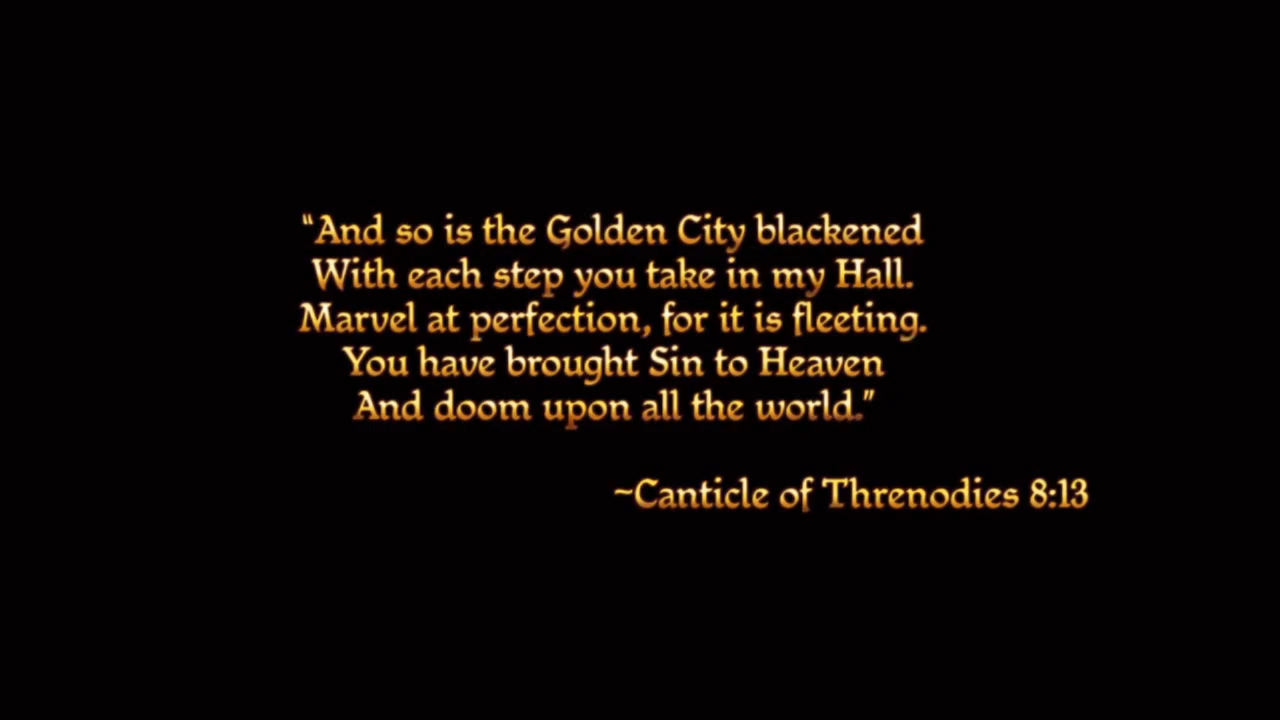 "And so is the Golden City blackened
With each step you take in my Hall.
Marvel at perfection, for it is fleeting.
You have brought Sin to Heaven
And doom upon all the world."
~Canticle of Threnodies 8:13